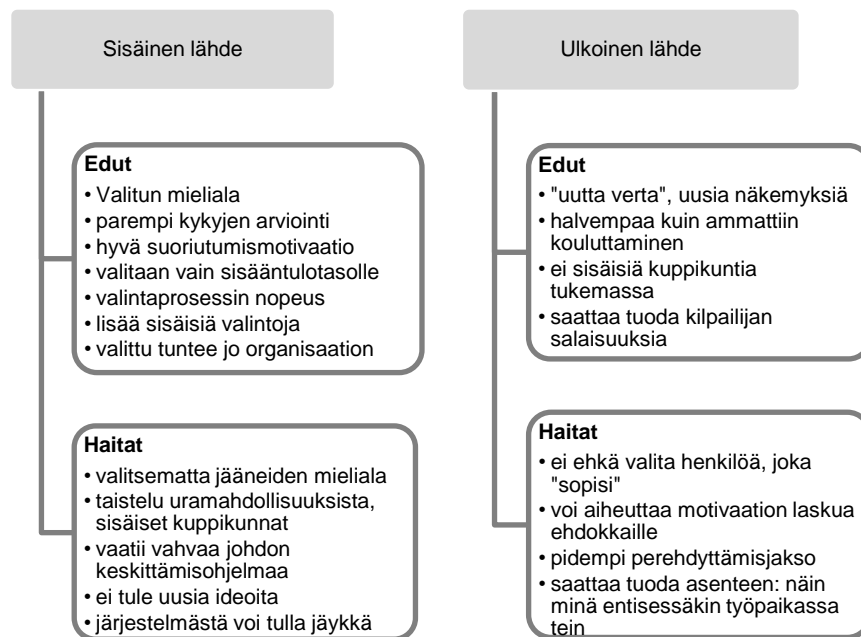 Sisäinen lähde
Edut
• Valitun mieliala
• parempi kykyjen arviointi
• hyvä suoriutumismotivaatio
• valitaan vain sisääntulotasolle
• valintaprosessin nopeus
• lisää sisäisiä valintoja
• valittu tuntee jo organisaation
Haitat
• valitsematta jääneiden mieliala
• taistelu uramahdollisuuksista,
sisäiset kuppikunnat
• vaatii vahvaa johdon
keskittämisohjelmaa
• ei tule uusia ideoita
• järjestelmästä voi tulla jäykkä
Ulkoinen lähde
Edut
• "uutta verta", uusia näkemyksiä
• halvempaa kuin ammattiin
kouluttaminen
• ei sisäisiä kuppikuntia
tukemassa
• saattaa tuoda kilpailijan
salaisuuksia
Haitat
• ei ehkä valita henkilöä, joka
"sopisi"
• voi aiheuttaa motivaation laskua
ehdokkaille
• pidempi perehdyttämisjakso
• saattaa tuoda asenteen: näin
minä entisessäkin työpaikassa
tein